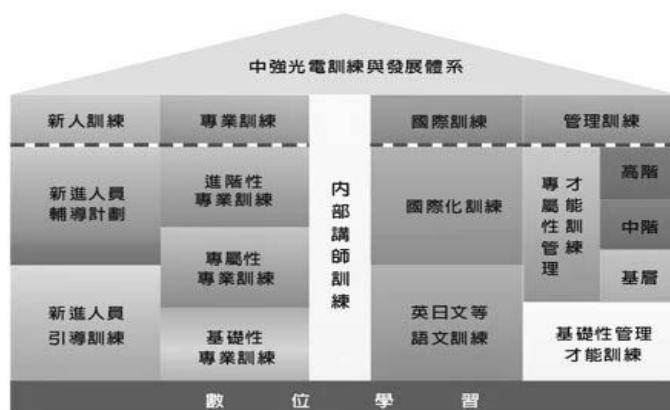 中強光電訓練與發展體系
新人訓練
專業訓練
國際訓練
管理訓練
新進人員
輔導計劃
新進人員
引導訓練
進階性
專業訓練
專屬性
專業訓練
基礎性
專業訓練
內部講師訓練
國際化訓練
英日文等
語文訓練
才能訓練
專屬性管理
高階
中階
基層
基礎性管理
才能訓練
數位學習